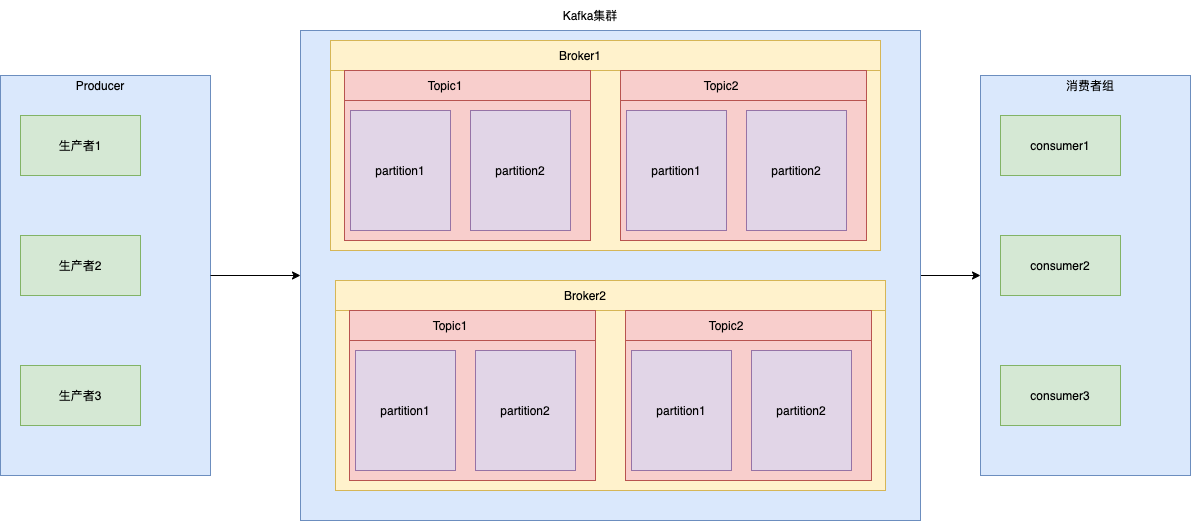 Kafka集群
Producer
生产者1
生产者2
生产者3
Broker1
Topic1
partition1
partition2
Topic2
partition1
partition2
Broker2
Topic1
partition1
partition2
Topic2
partition1
partition2
消费者组
consumer1
consumer2
consumer3